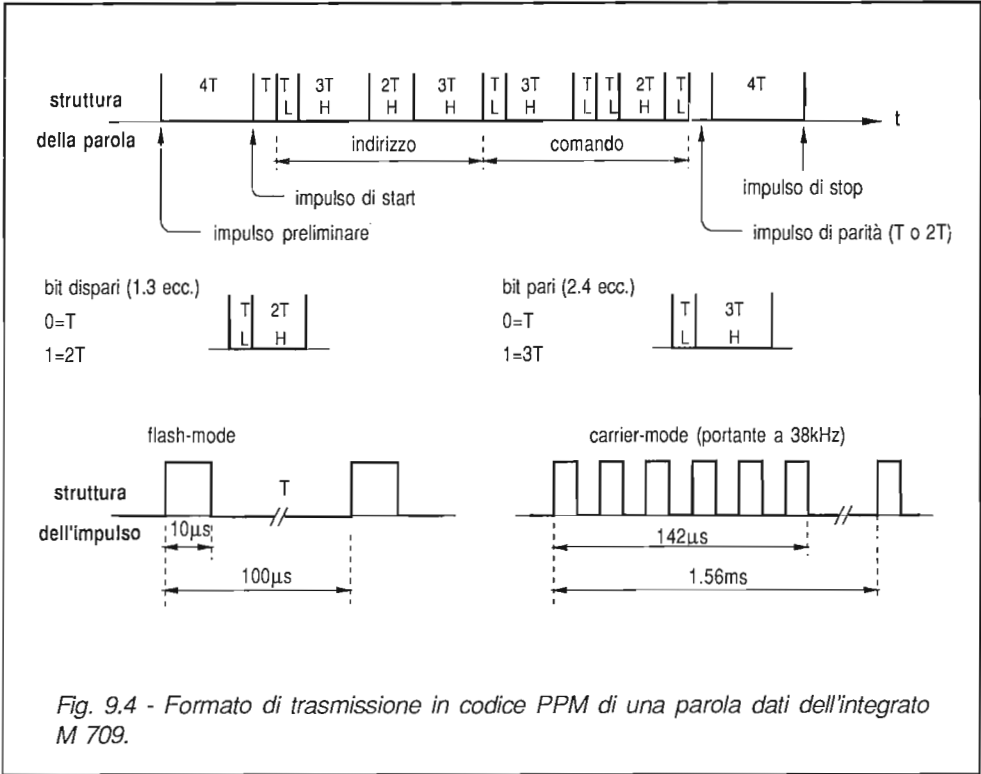 4T T T 3T 2T 3T T 3T T T 2T T 4T
L H H H L H L L H L
struttura
della parola
t
indirizzo comando
impulso di start
impulso di stop
impulso preliminare
impulso di parità (T o 2T)
bit dispari (1.3 ecc.)
0=T
1=2T
T 2T
L H
bit pari (2.4 ecc.)
0=T
1=3T
T 3T
L H
flash-mode
carrier-mode (portante a 38kHz)
struttura
dell'impulso
T
10µs
100µs
142µs
1.56ms
Fig. 9.4 - Formato di trasmissione in codice PPM di una parola dati dell'integrato
M 709.